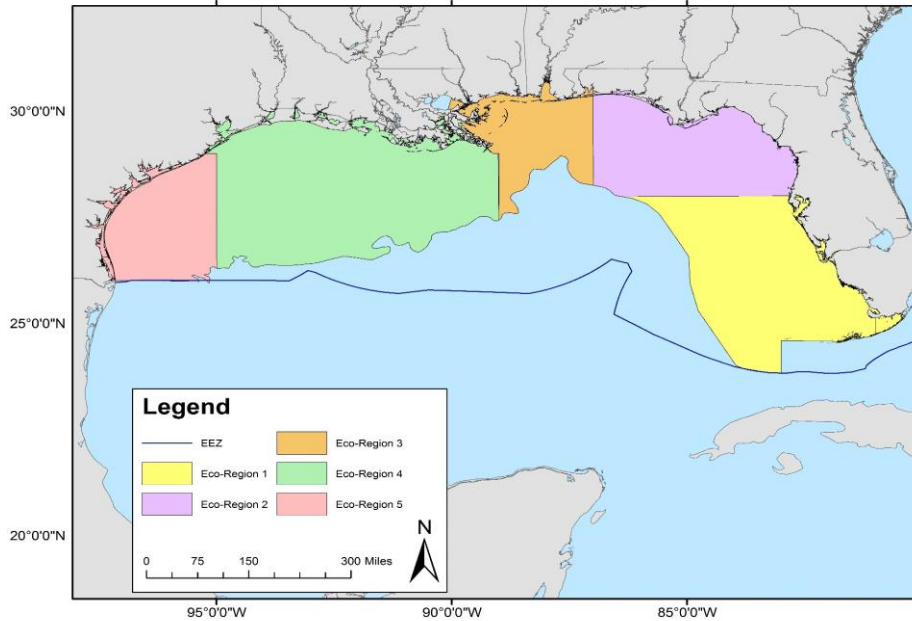 30°0'0"N
25°0'0"N
20°0'0"N
Legend
EEZ
Eco-Region 3
Eco-Region 1
Eco-Region 4
Eco-Region 2
Eco-Region 5
N
0 75 150 300 Miles
95°0'0"W 90°0'0"W 85°0'0"W